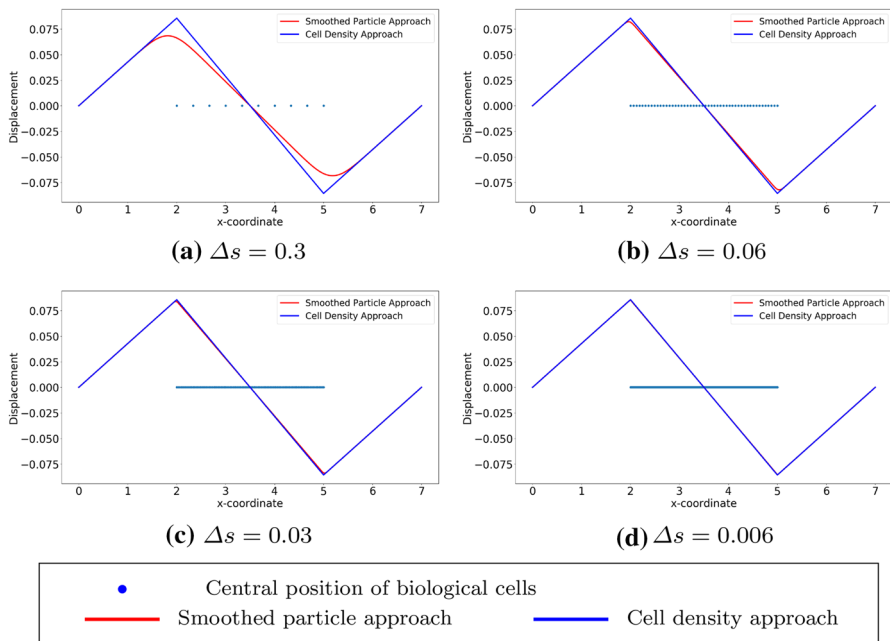 Smoothed Particle Approach
Cell Density Approach
0.075
0.050
0.025
0.000
−0.025
−0.050
−0.075
Displacement
0 1 2 3 4 5 6 7
x-coordinate
(a) Δs = 0.3
Smoothed Particle Approach
Cell Density Approach
0.075
0.050
0.025
0.000
−0.025
−0.050
−0.075
Displacement
0 1 2 3 4 5 6 7
x-coordinate
(b) Δs = 0.06
Smoothed Particle Approach
Cell Density Approach
0.075
0.050
0.025
0.000
−0.025
−0.050
−0.075
Displacement
0 1 2 3 4 5 6 7
x-coordinate
(c) Δs = 0.03
Smoothed Particle Approach
Cell Density Approach
0.075
0.050
0.025
0.000
−0.025
−0.050
−0.075
Displacement
0 1 2 3 4 5 6 7
x-coordinate
(d) Δs = 0.006
Central position of biological cells
Smoothed particle approach
Cell density approach